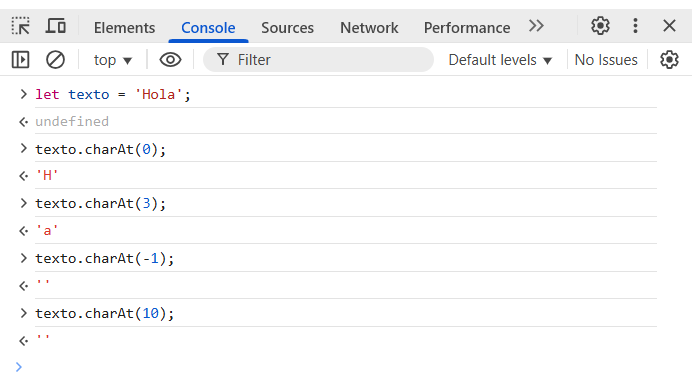 Elements Console Sources Network Performance
top Filter Default levels No Issues
let texto = 'Hola';
undefined
texto.charAt(0);
'H'
texto.charAt(3);
'a'
texto.charAt(-1);
''
texto.charAt(10);
''